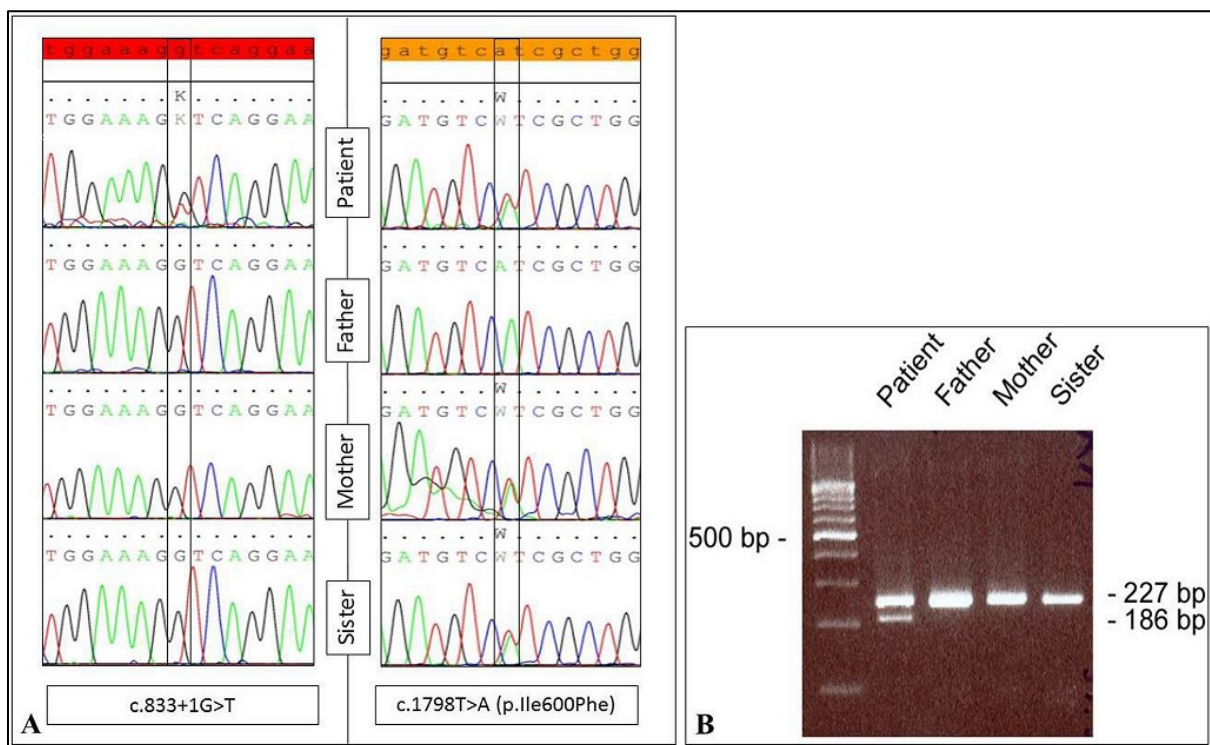 tggaaaggtcaggaa
K
TGGAAAGKTCAGGAA
Patient
TGGAAAGGTCAGGAA
Father
TGGAAAGGTCAGGAA
Mother
TGGAAAGGTCAGGAA
Sister
c.833+1G>T
gatgtcatcgctgg
W
GATGTCWTCGCTGG
GATGTCATCGCTGG
W
GATGTCWTCGCTGG
W
GATGTCWTCGCTGG
c.1798T>A (p.Ile600Phe)
A
Patient
Father
Mother
Sister
500 bp -
- 227 bp
- 186 bp
B